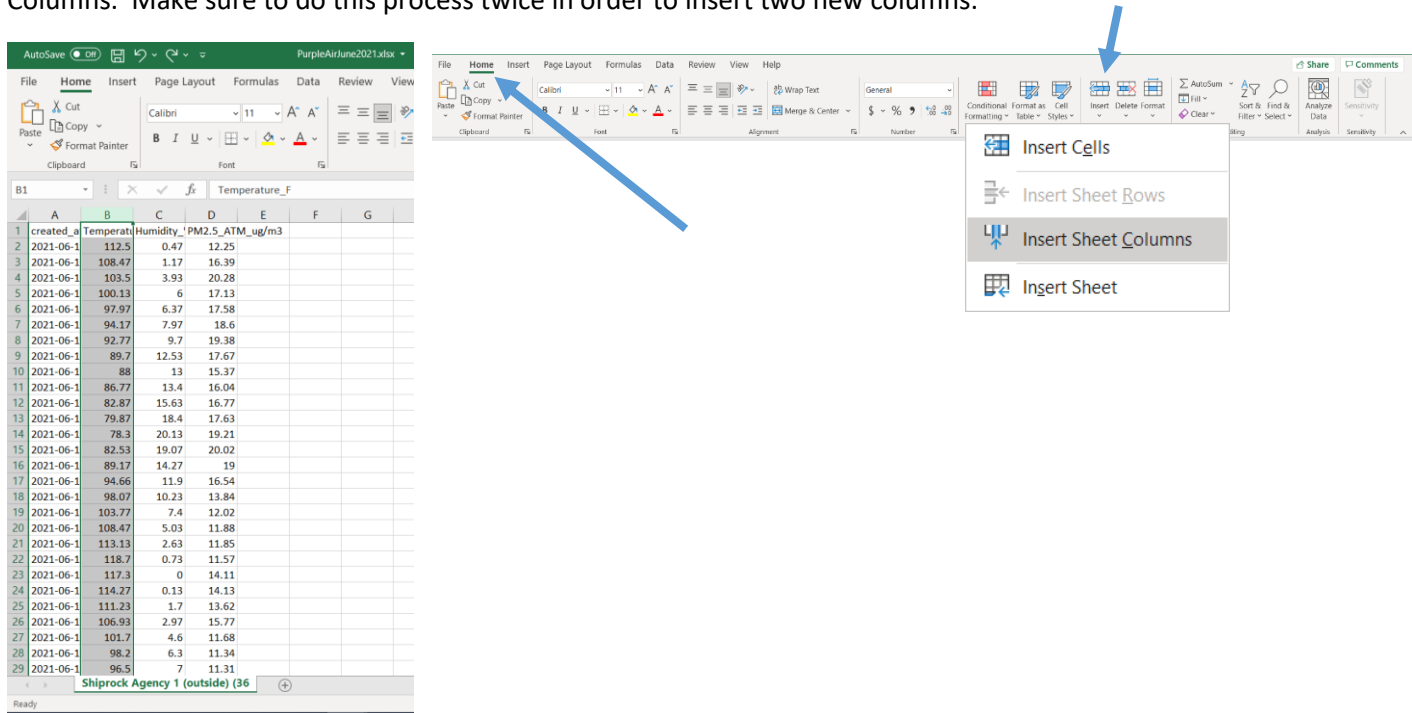 Columns. Make sure to do this process twice in order to insert two new columns.
AutoSave Off PurpleAirJune2021.xlsx
File Home Insert Page Layout Formulas Data Review View
Paste Cut Copy Format Painter Calibri 11 A A B I U A
Clipboard Font
B1 fx Temperature_F
A B C D E F G
1 created_a Temperatu Humidity_ PM2.5_ATM_ug/m3
2 2021-06-1 112.5 0.47 12.25
3 2021-06-1 108.47 1.17 16.39
4 2021-06-1 103.5 3.93 20.28
5 2021-06-1 100.13 6 17.13
6 2021-06-1 97.97 6.37 17.58
7 2021-06-1 94.17 7.97 18.6
8 2021-06-1 92.77 9.7 19.38
9 2021-06-1 89.7 12.53 17.67
10 2021-06-1 88 13 15.37
11 2021-06-1 86.77 13.4 16.04
12 2021-06-1 82.87 15.63 16.77
13 2021-06-1 79.87 18.4 17.63
14 2021-06-1 78.3 20.13 19.21
15 2021-06-1 82.53 19.07 20.02
16 2021-06-1 89.17 14.27 19
17 2021-06-1 94.66 11.9 16.54
18 2021-06-1 98.07 10.23 13.84
19 2021-06-1 103.77 7.4 12.02
20 2021-06-1 108.47 5.03 11.88
21 2021-06-1 113.13 2.63 11.85
22 2021-06-1 118.7 0.73 11.57
23 2021-06-1 117.3 0 14.11
24 2021-06-1 114.27 0.13 14.13
25 2021-06-1 111.23 1.7 13.62
26 2021-06-1 106.93 2.97 15.77
27 2021-06-1 101.7 4.6 11.68
28 2021-06-1 98.2 6.3 11.34
29 2021-06-1 96.5 7 11.31
Shiprock Agency 1 (outside) (36
Ready
File Home Insert Page Layout Formulas Data Review View Help Share Comments
Cut Calibri 11 A A Wrap Text General AutoSum
Paste Copy B I U A Merge & Center $ % 9 Conditional Format as Cell Insert Delete Format Fill Sort & Find & Analyze Sensitivity
Format Painter Formatting Table Styles Clear Filter Select Data
Clipboard Font Alignment Number Analysis Sensitivity
Insert Cells
Insert Sheet Rows
Insert Sheet Columns
Insert Sheet